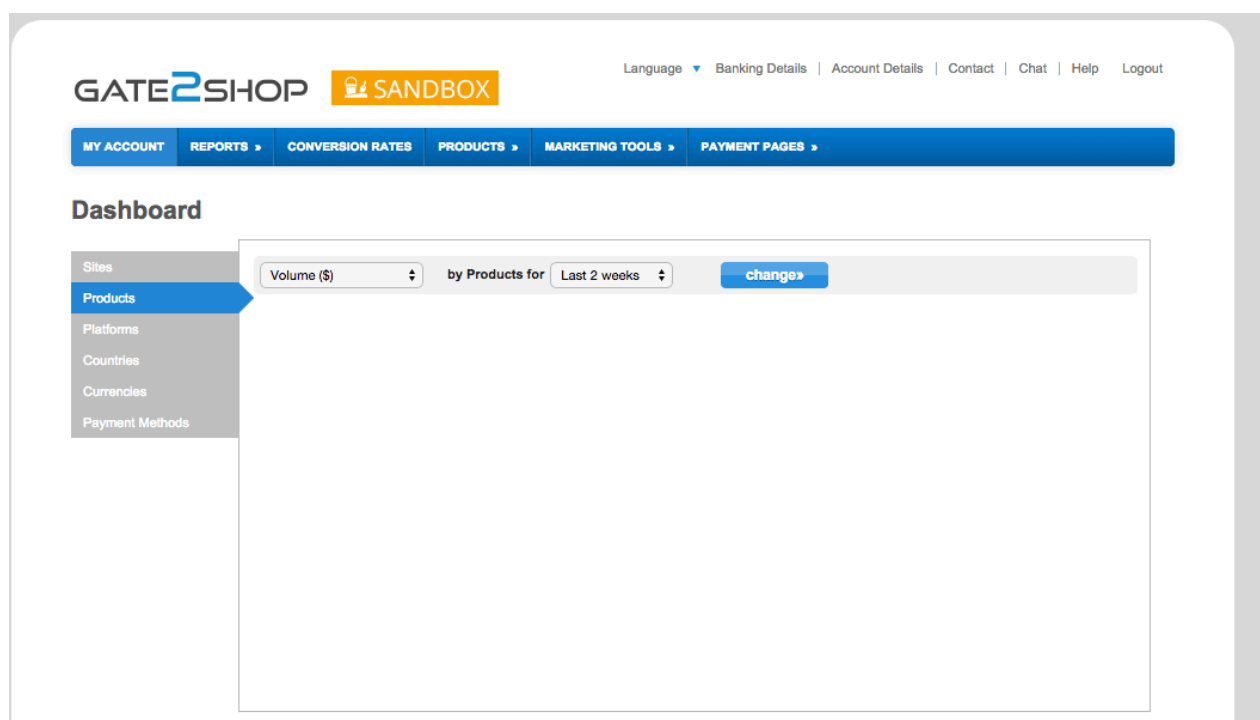 Language ▼ Banking Details | Account Details | Contact | Chat | Help Logout
GATE2SHOP SANDBOX
MY ACCOUNT REPORTS » CONVERSION RATES PRODUCTS » MARKETING TOOLS » PAYMENT PAGES »
Dashboard
Sites
Products
Platforms
Countries
Currencies
Payment Methods
Volume ($) by Products for Last 2 weeks change»